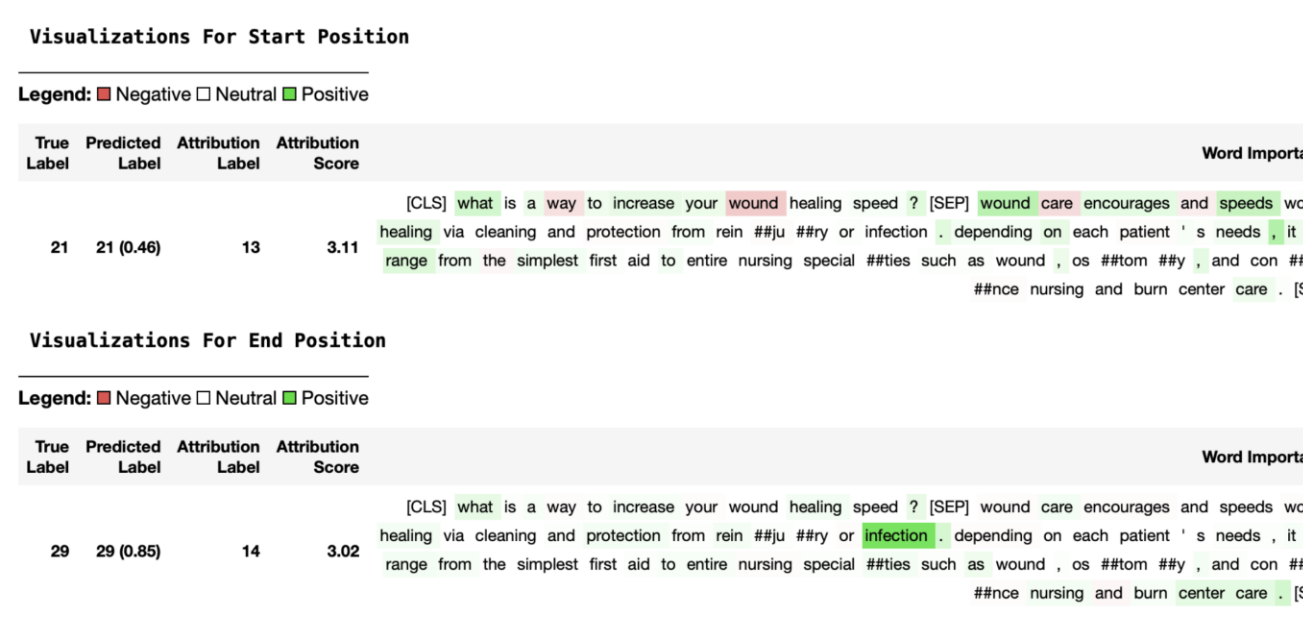 Visualizations For Start Position
Legend: Negative Neutral Positive
True Label Predicted Label Attribution Label Attribution Score Word Importa
[CLS] what is a way to increase your wound healing speed ? [SEP] wound care encourages and speeds wo
healing via cleaning and protection from rein ##ju ##ry or infection . depending on each patient ' s needs , it
21 21 (0.46) 13 3.11
range from the simplest first aid to entire nursing special ##ties such as wound , os ##tom ##y , and con ##
##nce nursing and burn center care . [S
Visualizations For End Position
Legend: Negative Neutral Positive
True Label Predicted Label Attribution Label Attribution Score Word Importa
[CLS] what is a way to increase your wound healing speed ? [SEP] wound care encourages and speeds wo
healing via cleaning and protection from rein ##ju ##ry or infection . depending on each patient ' s needs , it
29 29 (0.85) 14 3.02
range from the simplest first aid to entire nursing special ##ties such as wound , os ##tom ##y , and con ##
##nce nursing and burn center care . [S